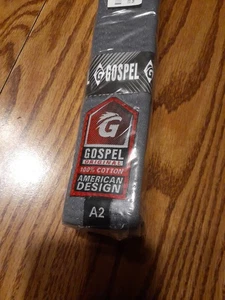 GOSPEL
G
GOSPEL
ORIGINAL
100% COTTON
AMERICAN
DESIGN
A2